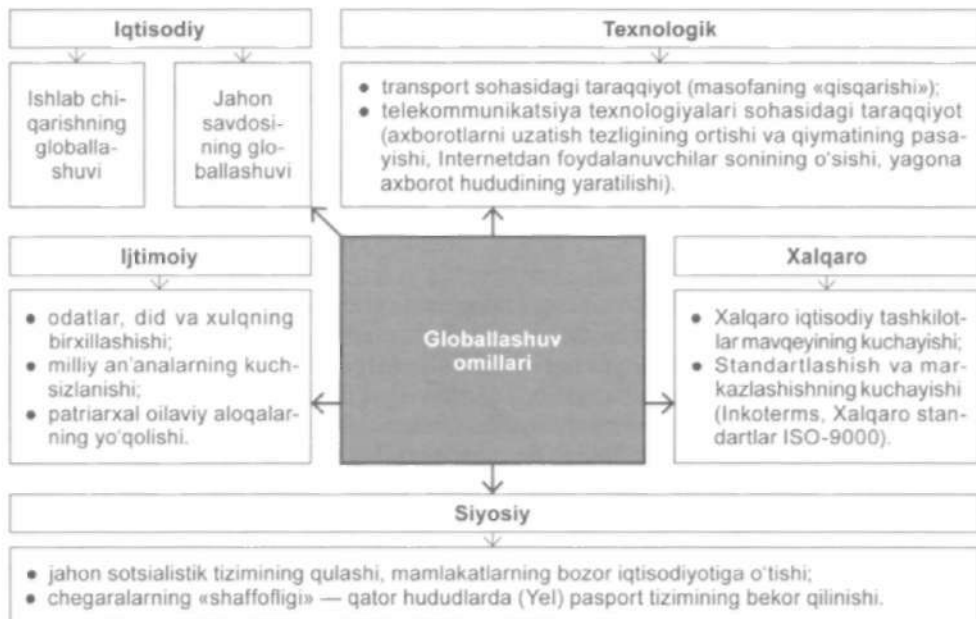 Iqtisodiy
Ishlab chi-
qarishning
globalla-
shuvi
Jahon
savdosi-
ning glo-
ballashuvi
Texnologik
● transport sohasidagi taraqqiyot (masofaning «qisqarishi»);
● telekommunikatsiya texnologiyalari sohasidagi taraqqiyot
(axborotlarni uzatish tezligining ortishi va qiymatining pasa-
yishi, Internetdan foydalanuvchilar sonining o‘sishi, yagona
axborot hududining yaratilishi).
Ijtimoiy
● odatlar, did va xulqning
birxillashishi;
● milliy an’analarning kuch-
sizlanishi;
● patriarxal oilaviy aloqalar-
ning yo‘qolishi.
Globallashuv
omillari
Xalqaro
● Xalqaro iqtisodiy tashkilot-
lar mavqeyining kuchayishi;
● Standartlashish va mar-
kazlashishning kuchayishi
(Inkoterms, Xalqaro stan-
dartlar ISO-9000).
Siyosiy
● jahon sotsialistik tizimining qulashi, mamlakatlarning bozor iqtisodiyotiga o‘tishi;
● chegaralarning «shaffofligi» — qator hududlarda (YeI) pasport tizimining bekor qilinishi.